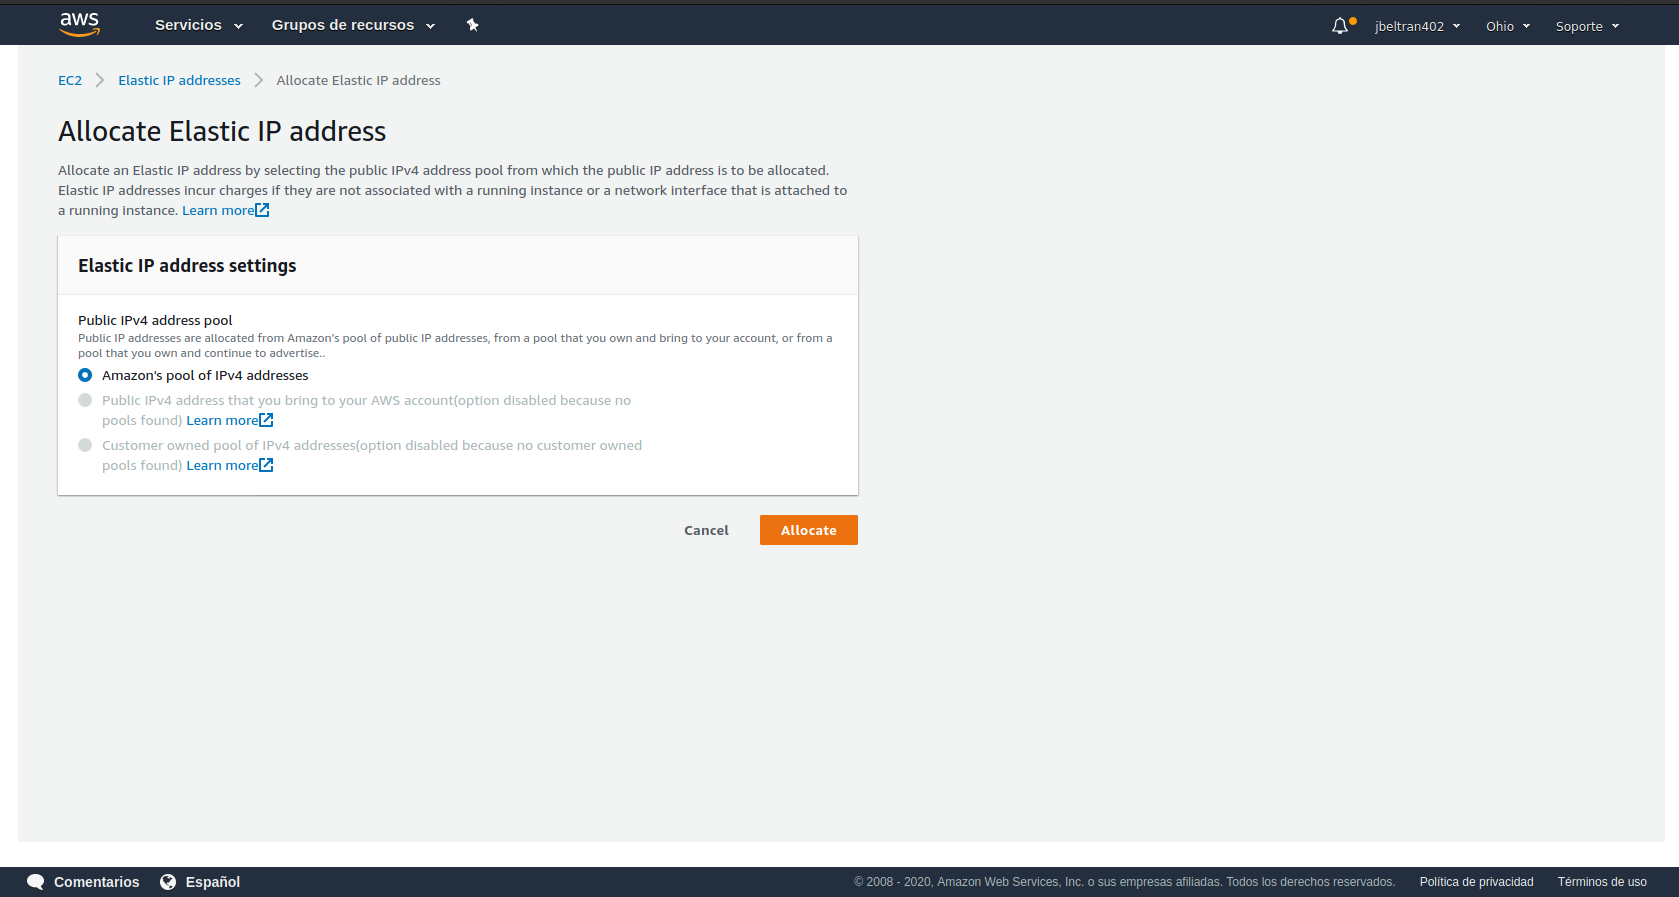 aws
Servicios
Grupos de recursos
jbeltran402
Ohio
Soporte
EC2
Elastic IP addresses
Allocate Elastic IP address
Allocate Elastic IP address
Allocate an Elastic IP address by selecting the public IPv4 address pool from which the public IP address is to be allocated.
Elastic IP addresses incur charges if they are not associated with a running instance or a network interface that is attached to
a running instance. Learn more
Elastic IP address settings
Public IPv4 address pool
Public IP addresses are allocated from Amazon's pool of public IP addresses, from a pool that you own and bring to your account, or from a
pool that you own and continue to advertise..
Amazon's pool of IPv4 addresses
Public IPv4 address that you bring to your AWS account(option disabled because no
pools found) Learn more
Customer owned pool of IPv4 addresses(option disabled because no customer owned
pools found) Learn more
Cancel
Allocate
Comentarios
Español
© 2008 - 2020, Amazon Web Services, Inc. o sus empresas afiliadas. Todos los derechos reservados.
Política de privacidad
Términos de uso